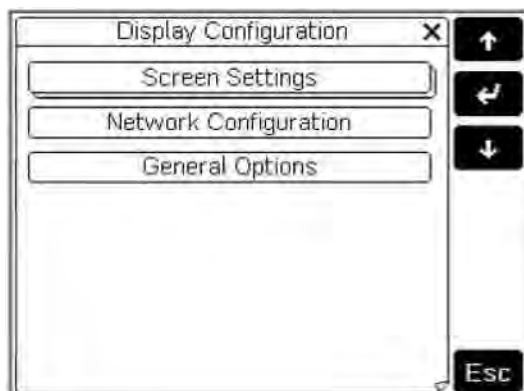 Display Configuration
Screen Settings
Network Configuration
General Options
Esc